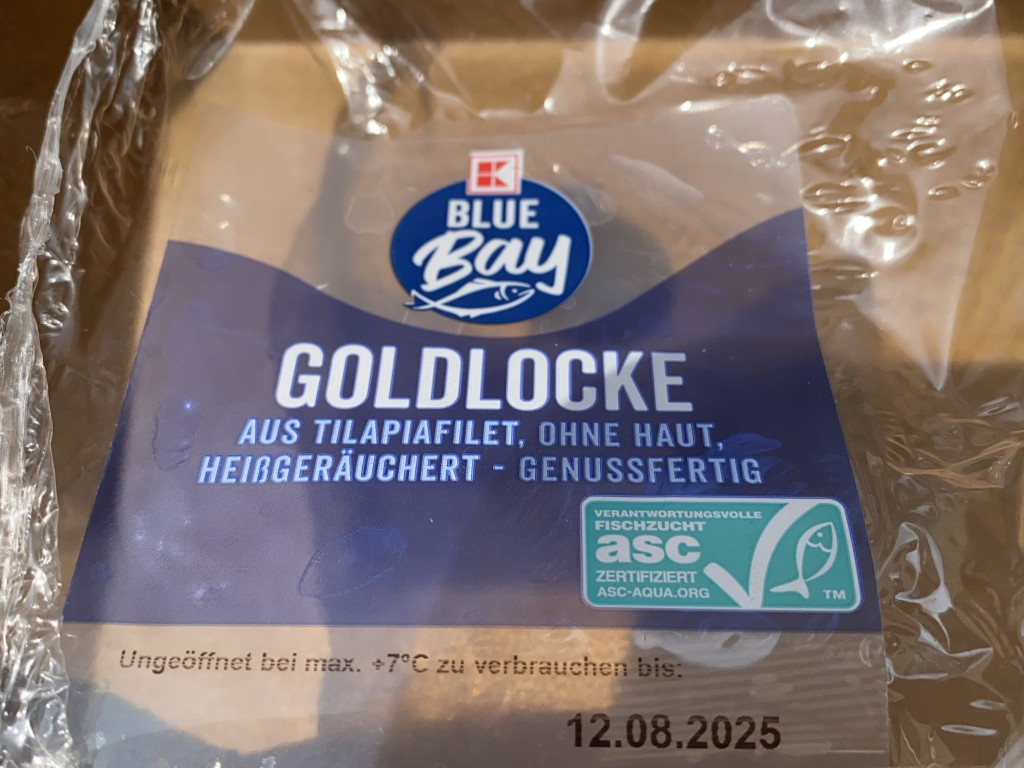 K
BLUE
Bay
GOLDLOCKE
AUS TILAPIAFILET, OHNE HAUT,
HEIẞGERÄUCHERT - GENUSSFERTIG
VERANTWORTUNGSVOLLE
FISCHZUCHT
asc
ZERTIFIZIERT
ASC-AQUA.ORG
TM
Ungeöffnet bei max. +7°C zu verbrauchen bis:
12.08.2025